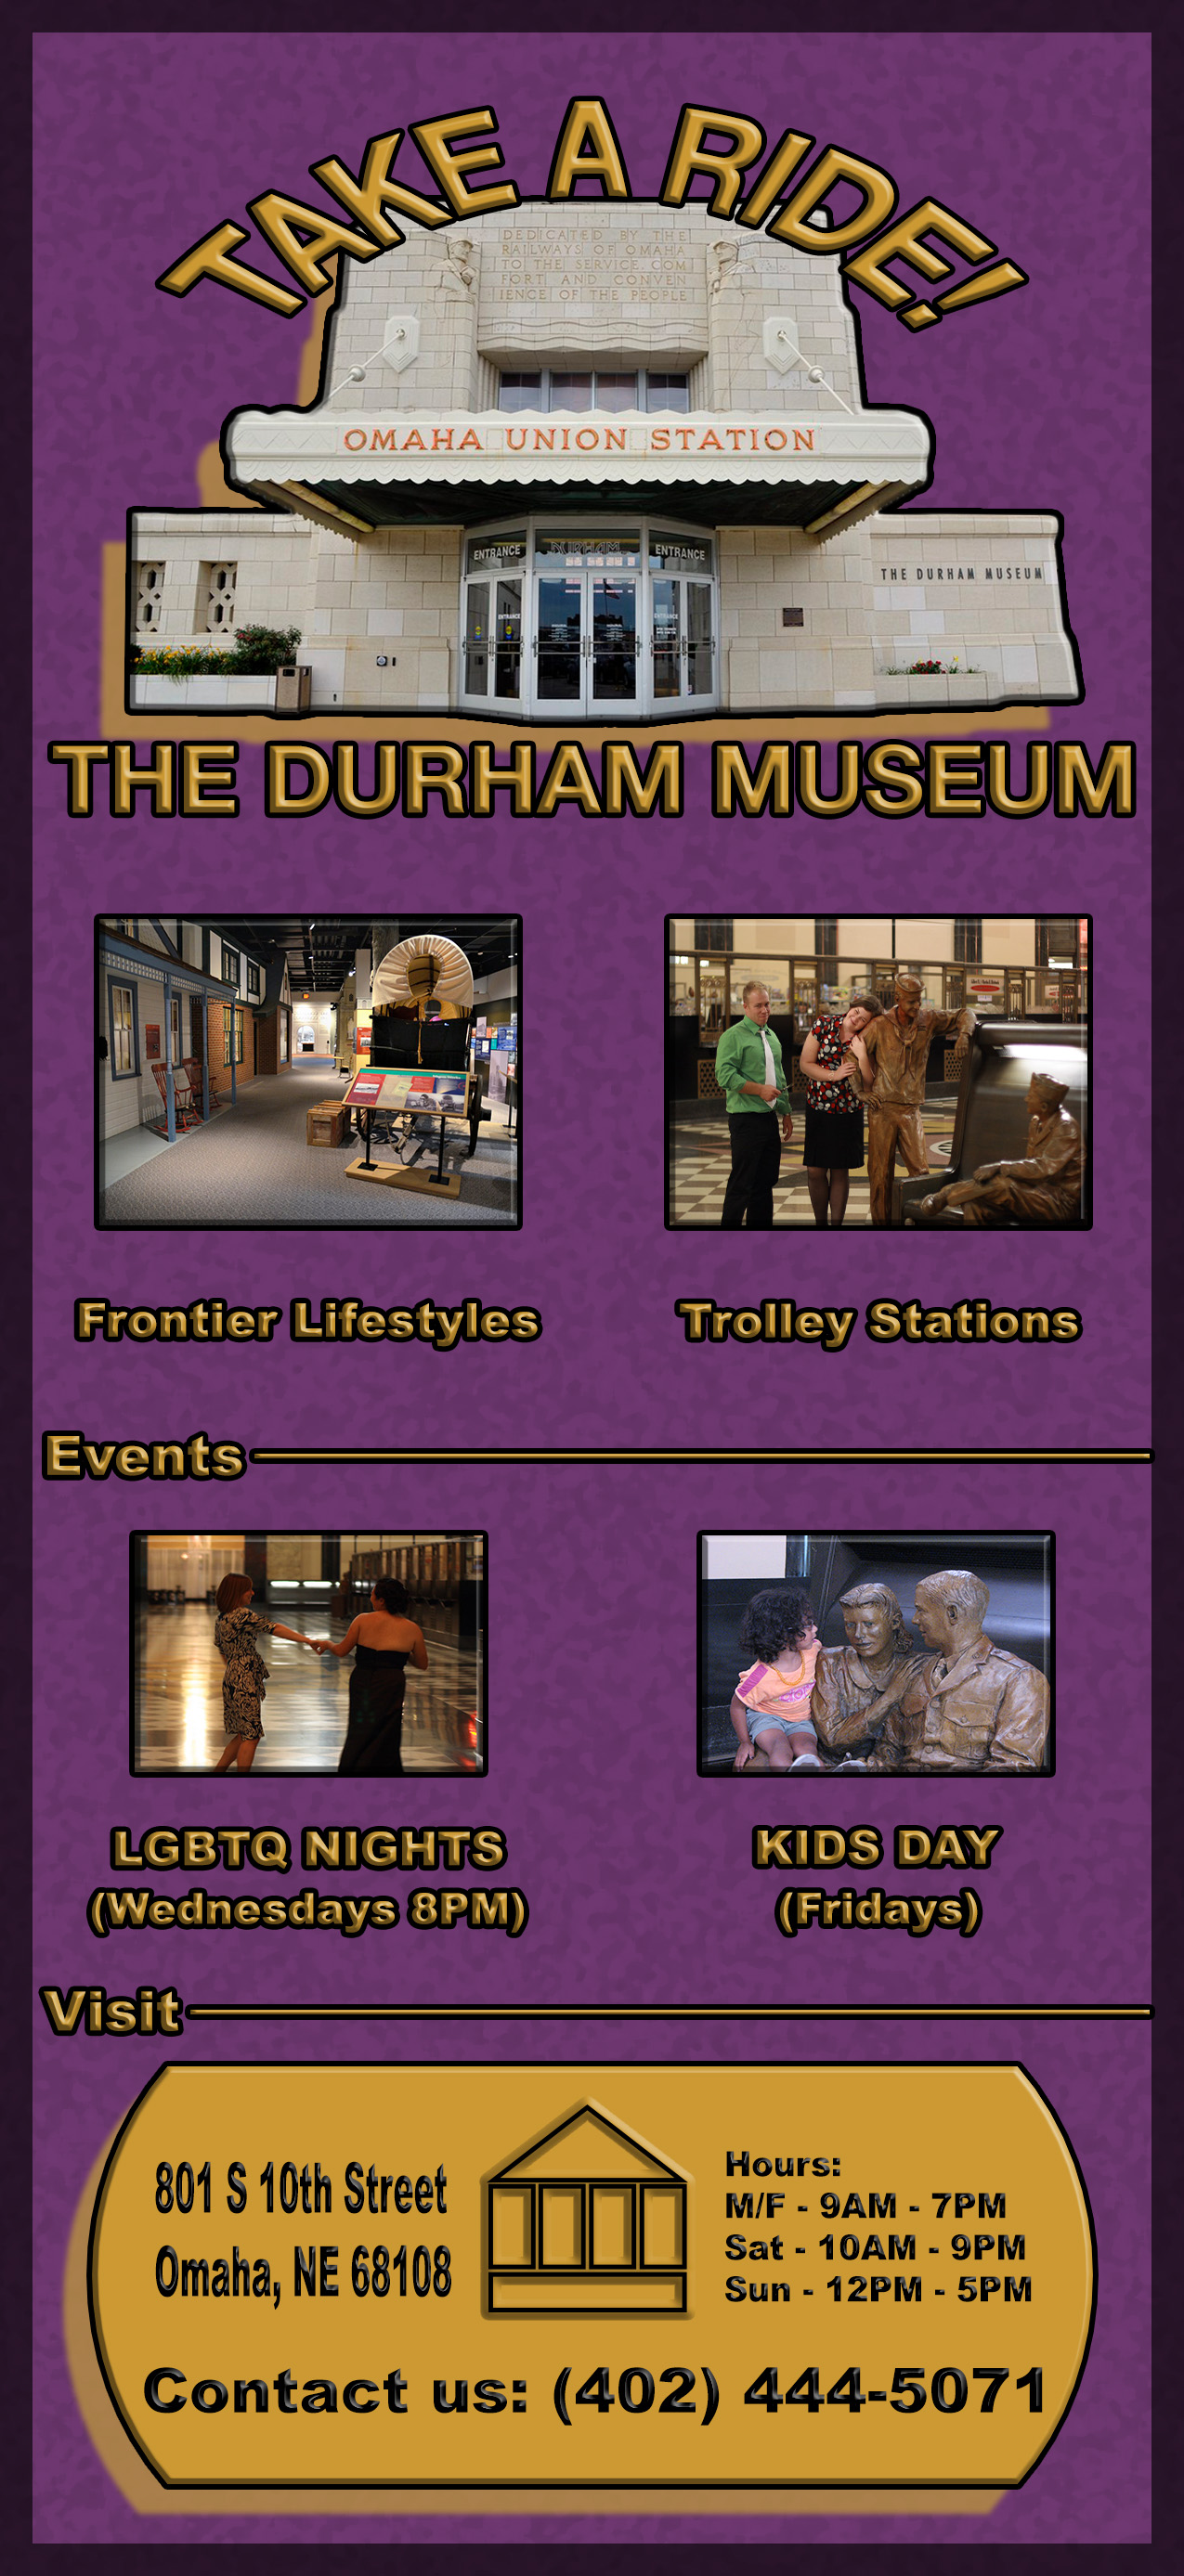 TAKE A RIDE!
DEDICATED BY THE
RAILWAYS OF OMAHA
TO THE SERVICE. COM
FORT AND CONVEN
IENCE OF THE PEOPLE
OMAHA UNION STATION
ENTRANCE
DURHAM
ENTRANCE
THE DURHAM MUSEUM
ENTRANCE
ENTRANCE
THE DURHAM MUSEUM
Frontier Lifestyles
Trolley Stations
Events
LGBTQ NIGHTS
(Wednesdays 8PM)
KIDS DAY
(Fridays)
Visit
801 S 10th Street
Omaha, NE 68108
Hours:
M/F - 9AM - 7PM
Sat - 10AM - 9PM
Sun - 12PM - 5PM
Contact us: (402) 444-5071